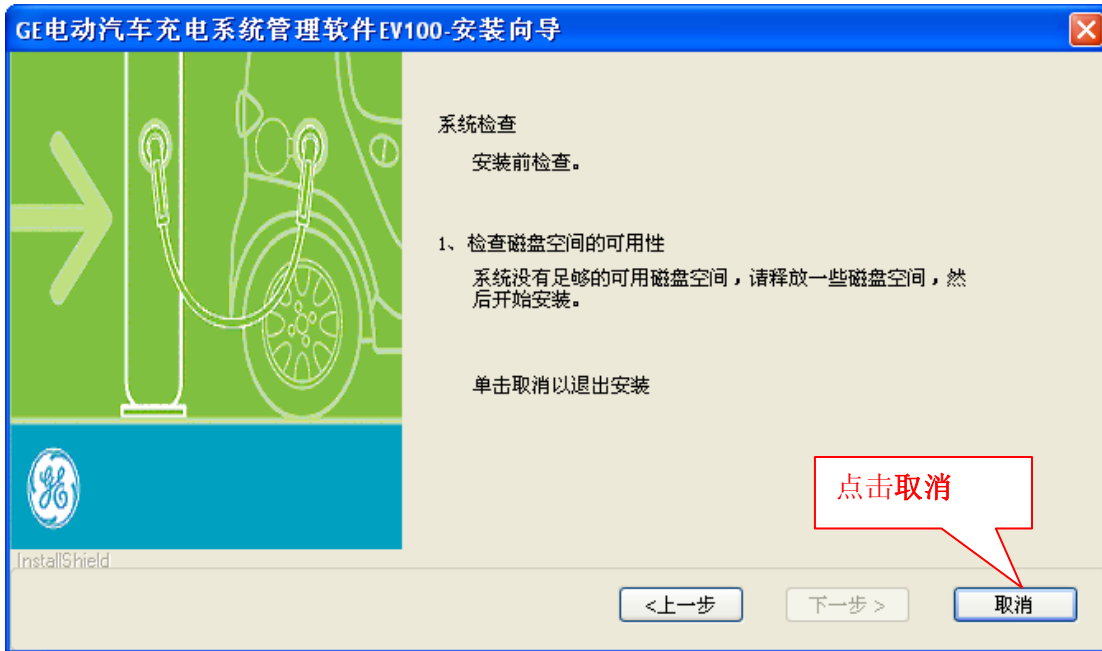 GE电动汽车充电系统管理软件EV100-安装向导
系统检查
安装前检查。
1、检查磁盘空间的可用性
系统没有足够的可用磁盘空间，请释放一些磁盘空间，然
后开始安装。
单击取消以退出安装
点击取消
InstallShield
<上一步
下一步 >
取消